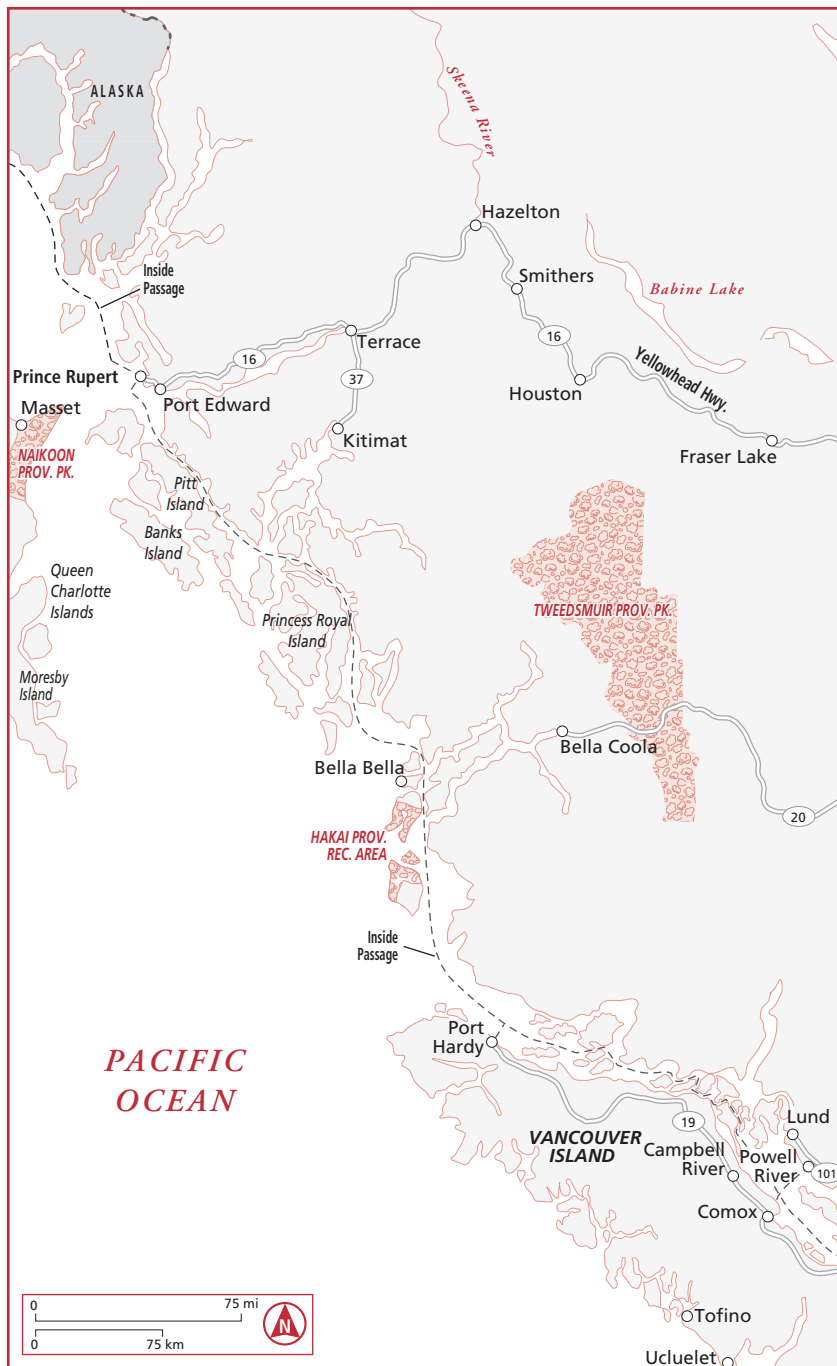 ALASKA
Skeena River
Hazelton
Inside
Passage
Smithers
Babine Lake
16
Terrace
16
Yellowhead Hwy.
Prince Rupert
37
Houston
Port Edward
Masset
Kitimat
Fraser Lake
NAIKOON
PROV. PK.
Pitt
Island
Banks
Island
Queen
Charlotte
Islands
TWEEDSMUIR PROV. PK.
Princess Royal
Island
Moresby
Island
Bella Coola
Bella Bella
20
HAKAI PROV.
REC. AREA
Inside
Passage
Port
Hardy
PACIFIC
OCEAN
Lund
19
VANCOUVER
ISLAND
Campbell
River
Powell
River
101
Comox
0
75 mi
N
0
75 km
Tofino
Ucluelet